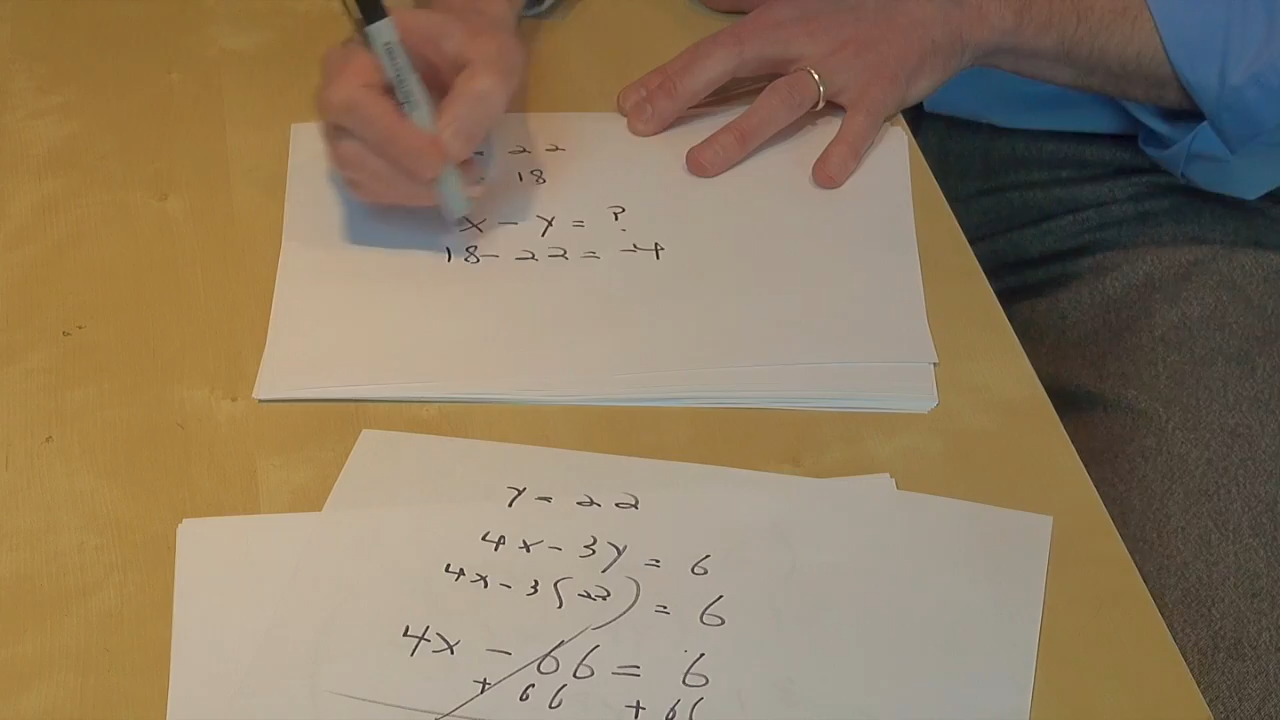 = 22
18
x - y = ?
18 - 22 = -4
y = 22
4x - 3y = 6
4x - 3(22) = 6
4x - 66 = 6
+ 66 + 66